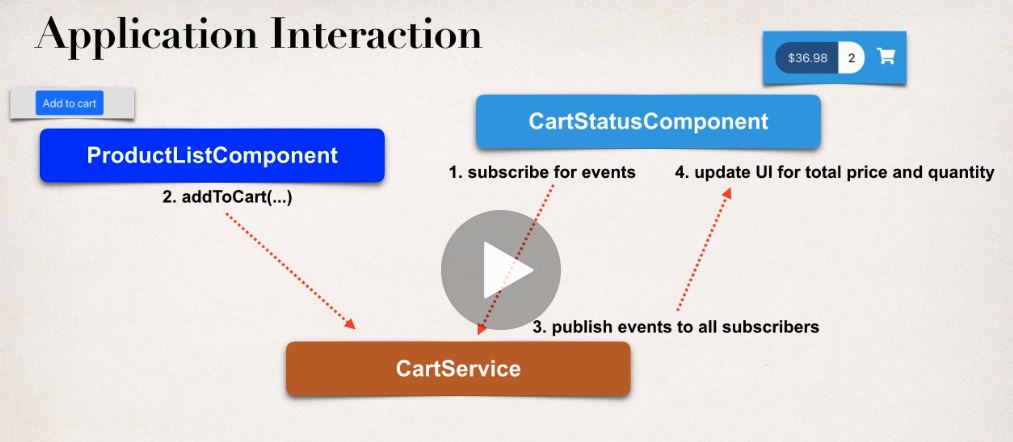 Application Interaction
$36.98 2
Add to cart
CartStatusComponent
ProductListComponent
1. subscribe for events
4. update UI for total price and quantity
2. addToCart(...)
3. publish events to all subscribers
CartService